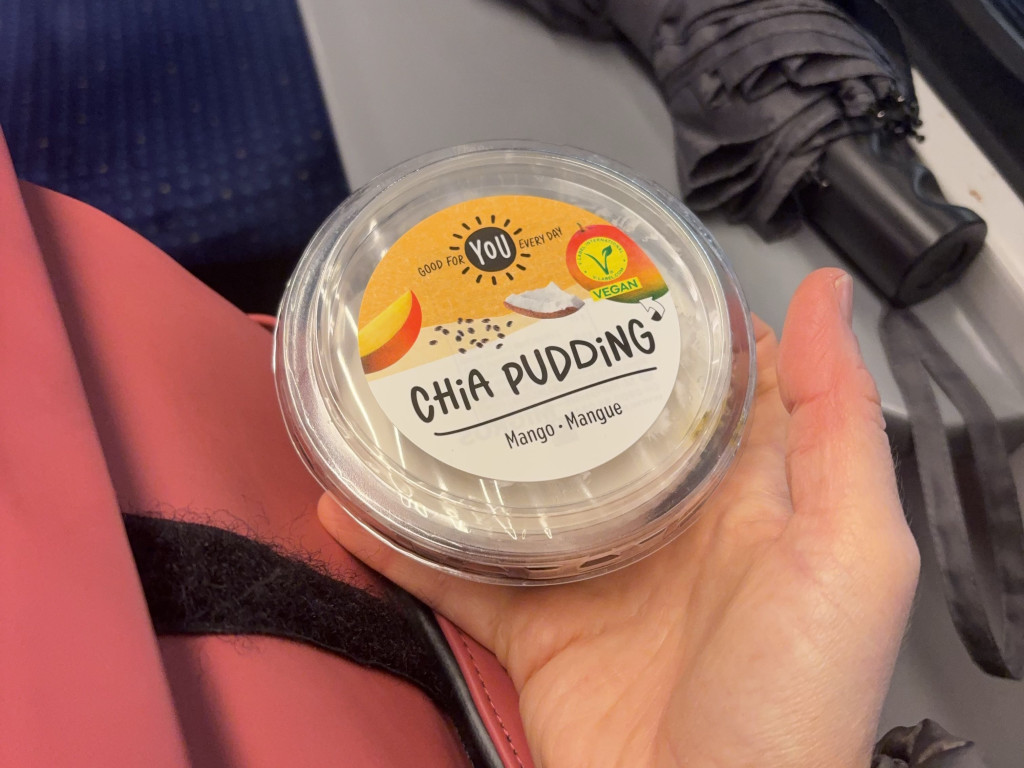 GOOD FOR YOU EVERY DAY
VEGAN
CHiA PUDDiNG
Mango • Mangue